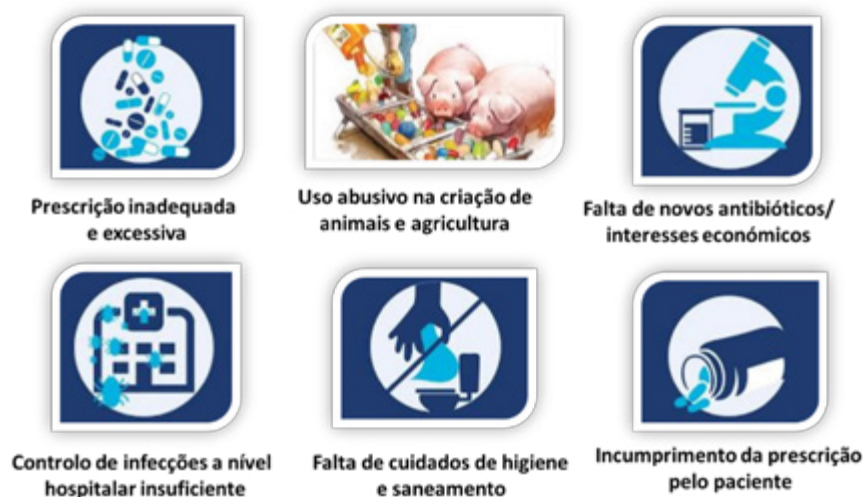 Prescrição inadequada
e excessiva
Uso abusivo na criação de
animais e agricultura
Falta de novos antibióticos/
interesses económicos
Controlo de infecções a nível
hospitalar insuficiente
Falta de cuidados de higiene
e saneamento
Incumprimento da prescrição
pelo paciente